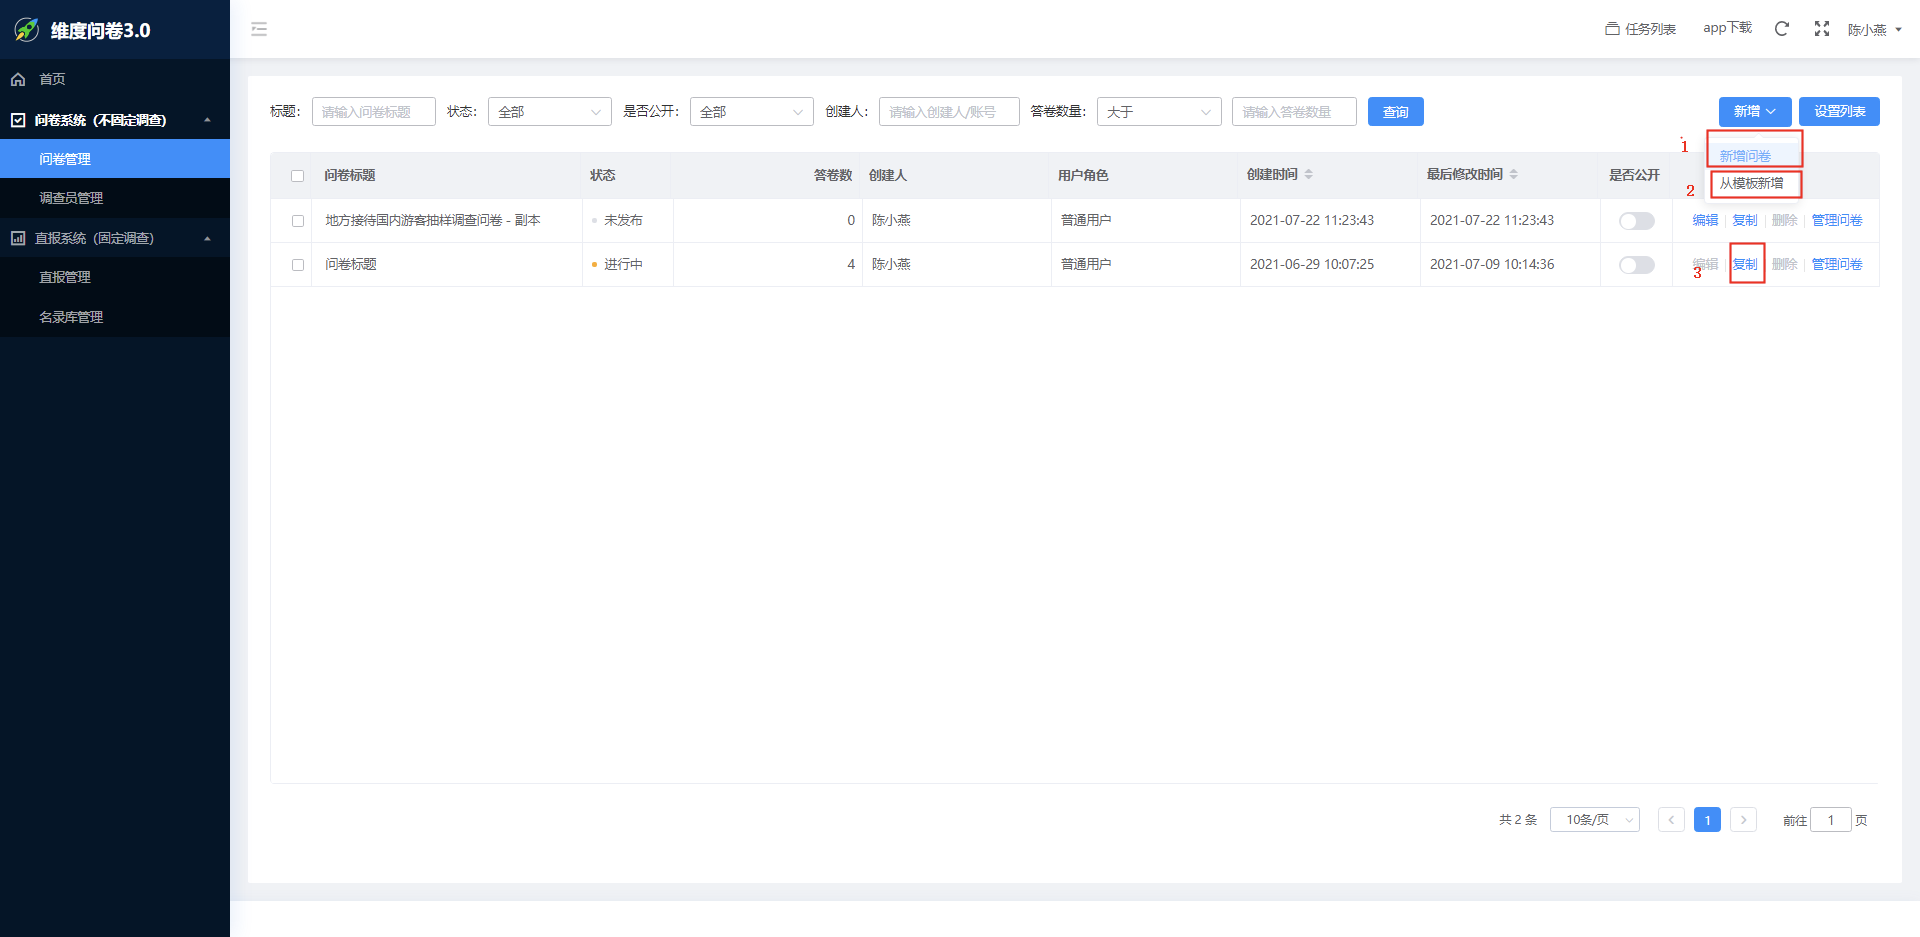 维度问卷3.0
任务列表 app下载 陈小燕
首页
问卷系统（不固定调查）
问卷管理
调查员管理
直报系统（固定调查）
直报管理
名录库管理
标题： 请输入问卷标题 状态： 全部 是否公开： 全部 创建人： 请输入创建人/账号 答卷数量： 大于 请输入答卷数量 查询 新增 设置列表
1 新增问卷
2 从模板新增
问卷标题 状态 答卷数 创建人 用户角色 创建时间 最后修改时间 是否公开
地方接待国内游客抽样调查问卷 - 副本 未发布 0 陈小燕 普通用户 2021-07-22 11:23:43 2021-07-22 11:23:43 编辑 复制 删除 管理问卷
问卷标题 进行中 4 陈小燕 普通用户 2021-06-29 10:07:25 2021-07-09 10:14:36 编辑 复制 删除 管理问卷
3
共 2 条 10条/页 1 前往 1 页